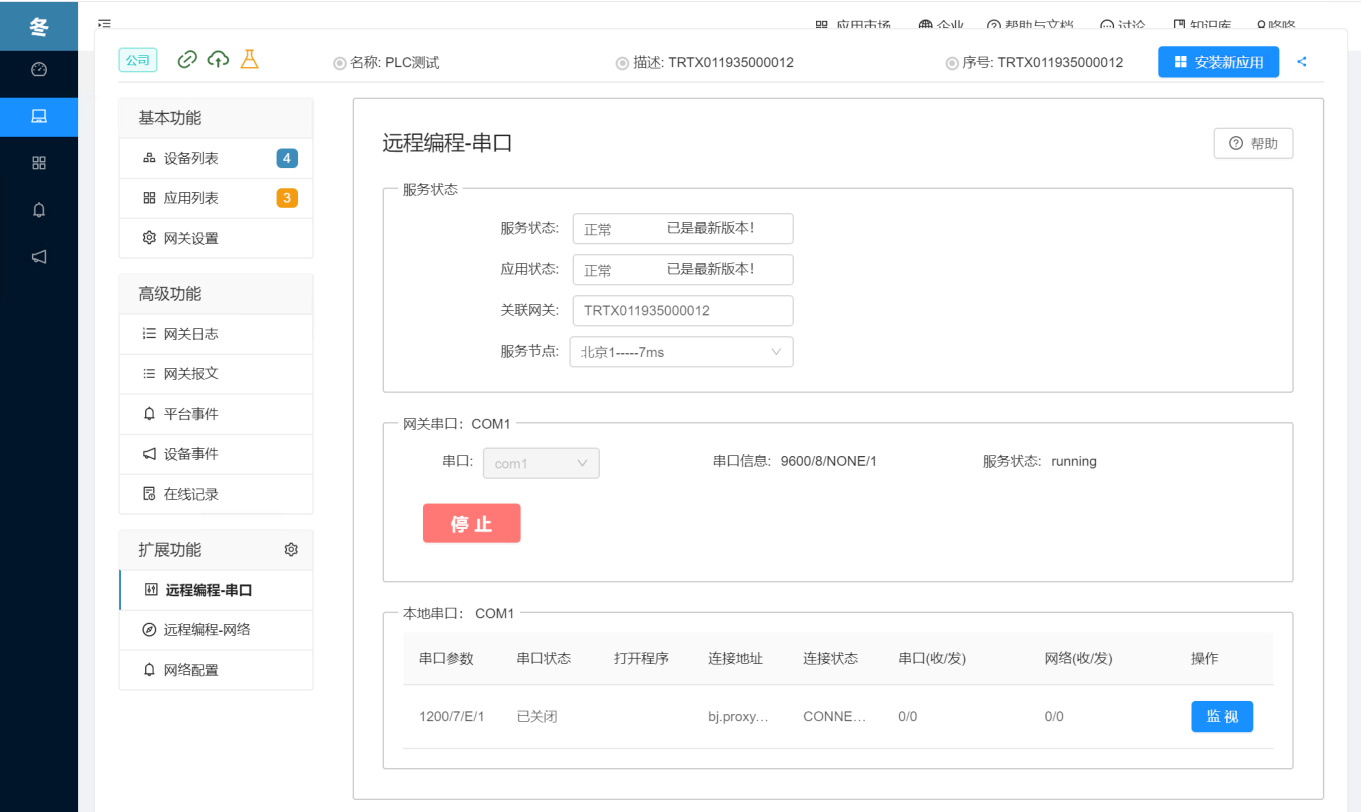 冬
应用市场 企业 帮助与文档 讨论 知识库 咚咚
公司
名称: PLC测试 描述: TRTX011935000012 序号: TRTX011935000012 安装新应用
基本功能
设备列表 4
应用列表 3
网关设置
高级功能
网关日志
网关报文
平台事件
设备事件
在线记录
扩展功能
远程编程-串口
远程编程-网络
网络配置
远程编程-串口
帮助
服务状态
服务状态: 正常 已是最新版本!
应用状态: 正常 已是最新版本!
关联网关: TRTX011935000012
服务节点: 北京1-----7ms
网关串口: COM1
串口: com1 串口信息: 9600/8/NONE/1 服务状态: running
停 止
本地串口: COM1
串口参数 串口状态 打开程序 连接地址 连接状态 串口(收/发) 网络(收/发) 操作
1200/7/E/1 已关闭 bj.proxy... CONNE... 0/0 0/0 监 视